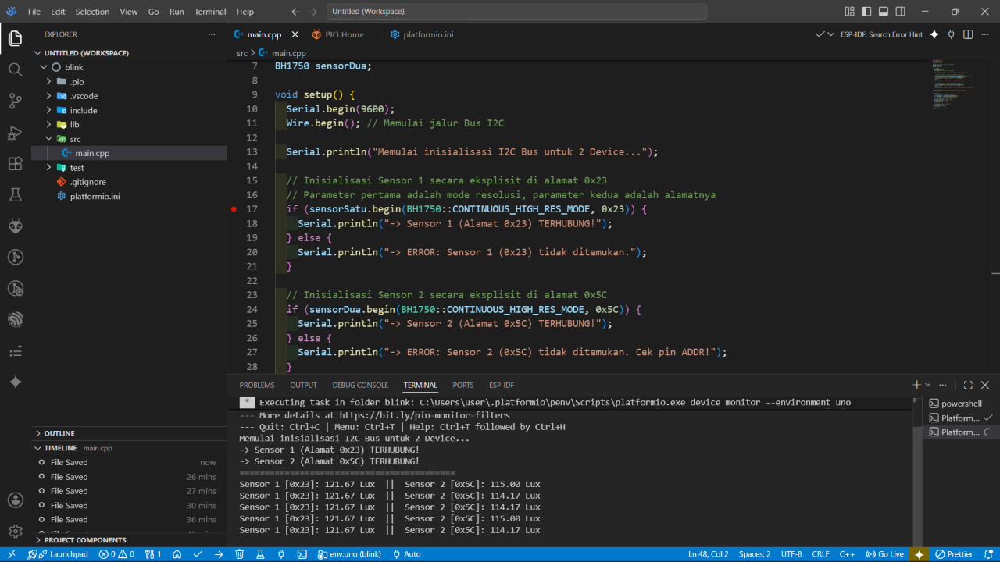 File Edit Selection View Go Run Terminal Help
Untitled (Workspace)
EXPLORER
UNTITLED (WORKSPACE)
blink
.pio
.vscode
include
lib
src
main.cpp
test
.gitignore
platformio.ini
OUTLINE
TIMELINE main.cpp
File Saved now
File Saved 26 mins
File Saved 27 mins
File Saved 30 mins
File Saved 36 mins
PROJECT COMPONENTS
main.cpp PIO Home platformio.ini
ESP-IDF: Search Error Hint
src > main.cpp
7 BH1750 sensorDua;
8
9 void setup() {
10 Serial.begin(9600);
11 Wire.begin(); // Memulai jalur Bus I2C
12
13 Serial.println("Memulai inisialisasi I2C Bus untuk 2 Device...");
14
15 // Inisialisasi Sensor 1 secara eksplisit di alamat 0x23
16 // Parameter pertama adalah mode resolusi, parameter kedua adalah alamatnya
17 if (sensorSatu.begin(BH1750::CONTINUOUS_HIGH_RES_MODE, 0x23)) {
18 Serial.println("-> Sensor 1 (Alamat 0x23) TERHUBUNG!");
19 } else {
20 Serial.println("-> ERROR: Sensor 1 (0x23) tidak ditemukan.");
21 }
22
23 // Inisialisasi Sensor 2 secara eksplisit di alamat 0x5C
24 if (sensorDua.begin(BH1750::CONTINUOUS_HIGH_RES_MODE, 0x5C)) {
25 Serial.println("-> Sensor 2 (Alamat 0x5C) TERHUBUNG!");
26 } else {
27 Serial.println("-> ERROR: Sensor 2 (0x5C) tidak ditemukan. Cek pin ADDR!");
28 }
PROBLEMS OUTPUT DEBUG CONSOLE TERMINAL PORTS ESP-IDF
* Executing task in folder blink: C:\Users\user\.platformio\penv\Scripts\platformio.exe device monitor --environment uno
--- More details at https://bit.ly/pio-monitor-filters
--- Quit: Ctrl+C | Menu: Ctrl+T | Help: Ctrl+T followed by Ctrl+H
Memulai inisialisasi I2C Bus untuk 2 Device...
-> Sensor 1 (Alamat 0x23) TERHUBUNG!
-> Sensor 2 (Alamat 0x5C) TERHUBUNG!
==========================================
Sensor 1 [0x23]: 121.67 Lux || Sensor 2 [0x5C]: 115.00 Lux
Sensor 1 [0x23]: 121.67 Lux || Sensor 2 [0x5C]: 114.17 Lux
Sensor 1 [0x23]: 121.67 Lux || Sensor 2 [0x5C]: 114.17 Lux
Sensor 1 [0x23]: 121.67 Lux || Sensor 2 [0x5C]: 115.00 Lux
Sensor 1 [0x23]: 121.67 Lux || Sensor 2 [0x5C]: 114.17 Lux
powershell
Platform...
Platform...
Launchpad 0 0 1 env:uno (blink) Auto Ln 48, Col 2 Spaces: 2 UTF-8 CRLF C++ Go Live Prettier